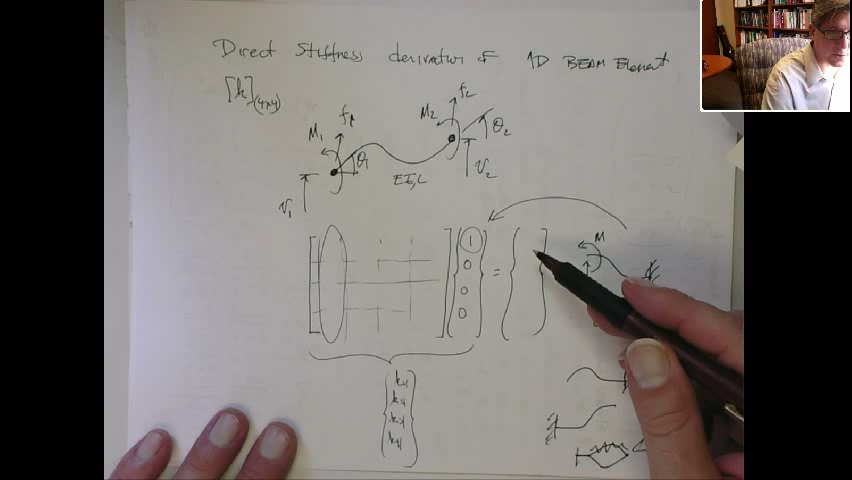 Direct Stiffness derivation of 1D BEAM Element
[k](4x4)
M1 f1 θ1 v1
M2 f2 θ2 v2
EI, L
1
0
0
0
=
M
k11
k21
k31
k41